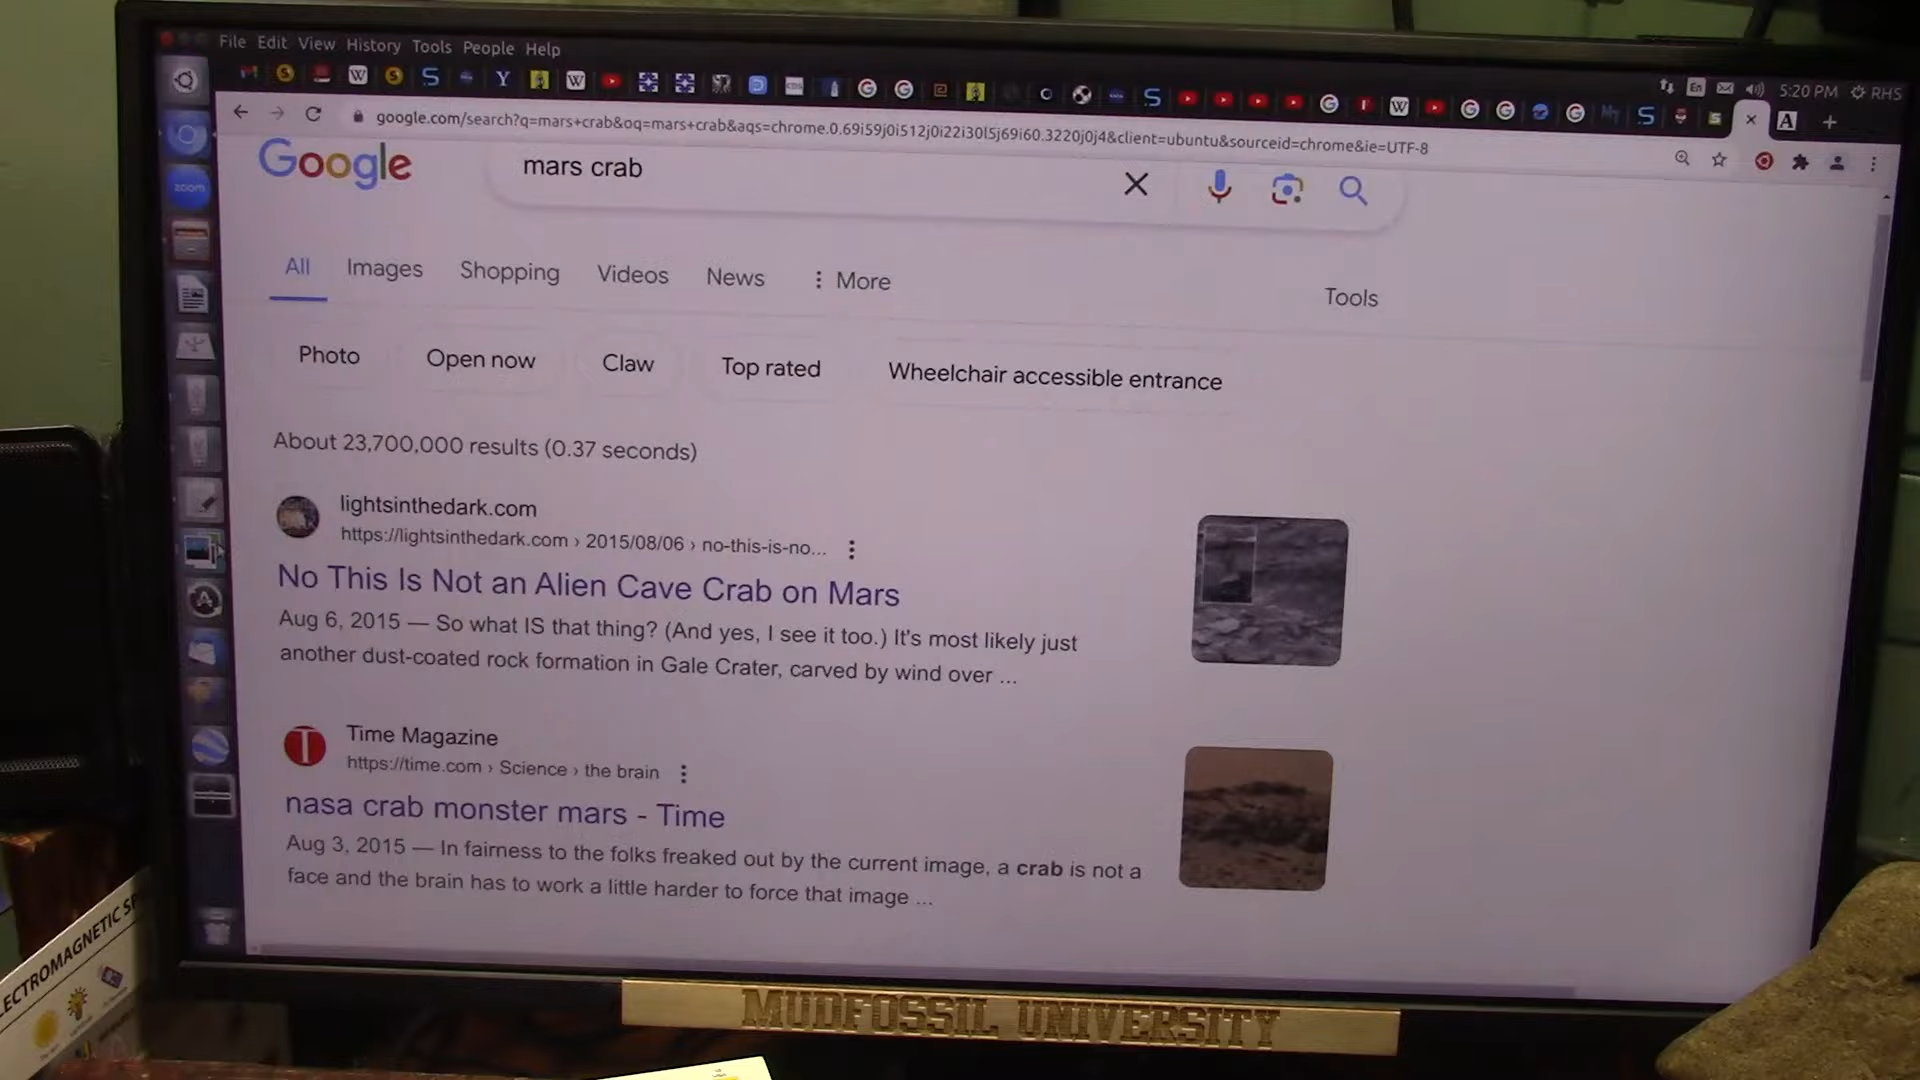 File Edit View History Tools People Help
5:20 PM RHS
google.com/search?q=mars+crab&oq=mars+crab&aqs=chrome.0.69i59j0i512j0i22i30l5j69i60.3220j0j4&client=ubuntu&sourceid=chrome&ie=UTF-8
Google
mars crab
zoom
All Images Shopping Videos News More
Tools
Photo Open now Claw Top rated Wheelchair accessible entrance
About 23,700,000 results (0.37 seconds)
lightsinthedark.com
https://lightsinthedark.com › 2015/08/06 › no-this-is-no...
No This Is Not an Alien Cave Crab on Mars
Aug 6, 2015 — So what IS that thing? (And yes, I see it too.) It's most likely just
another dust-coated rock formation in Gale Crater, carved by wind over ...
Time Magazine
https://time.com › Science › the brain
nasa crab monster mars - Time
Aug 3, 2015 — In fairness to the folks freaked out by the current image, a crab is not a
face and the brain has to work a little harder to force that image ...
MUDFOSSIL UNIVERSITY